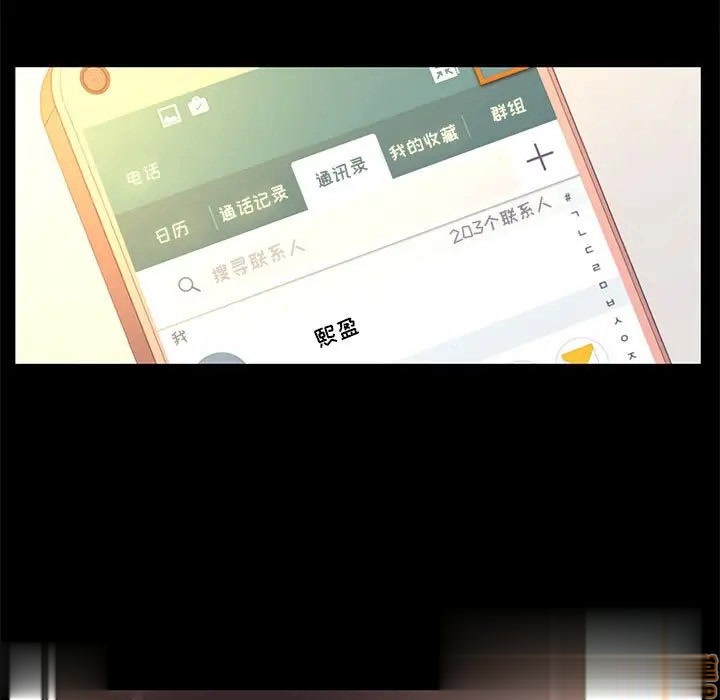 电话
日历 通话记录 通讯录 我的收藏 群组
搜寻联系人 203个联系人
我
熙盈
#
ㄱ
ㄴ
ㄷ
ㄹ
ㅁ
ㅂ
ㅅ
ㅇ
ㅈ